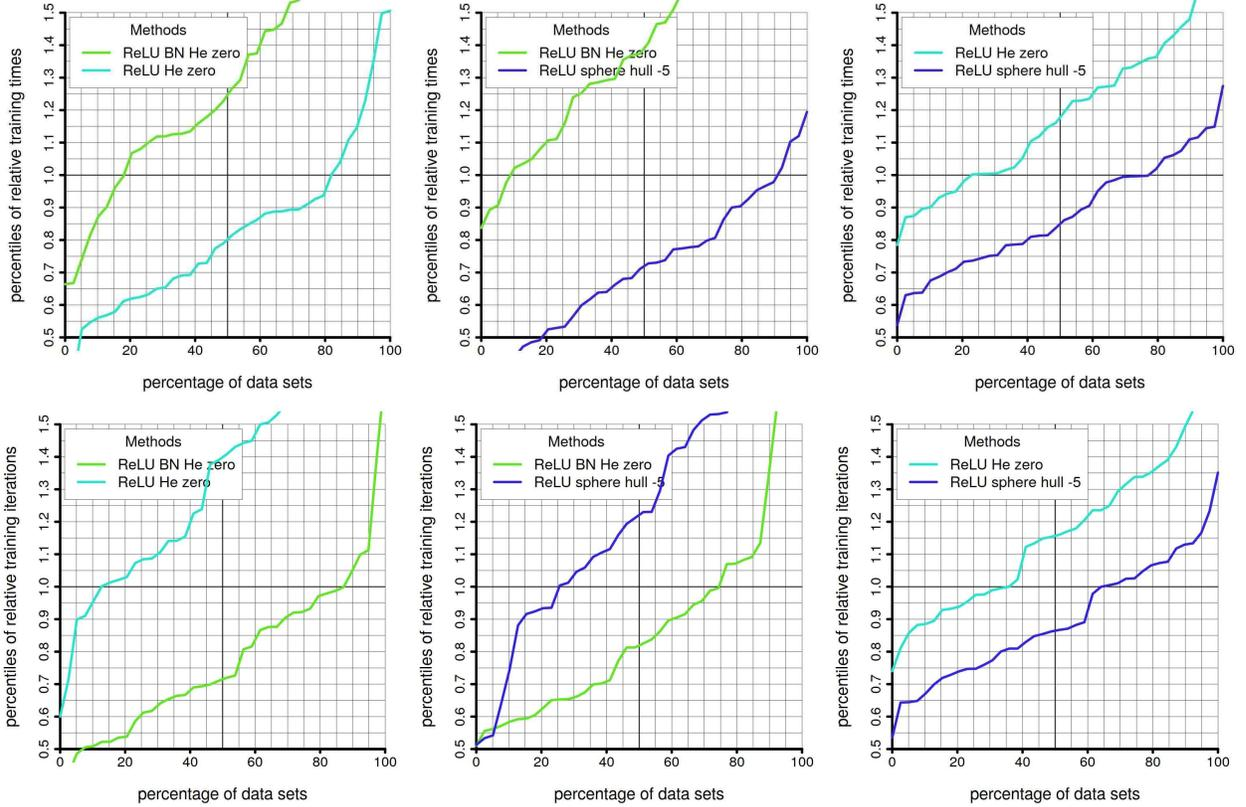 Methods
ReLU BN He zero
ReLU He zero
percentiles of relative training times
1.5
1.4
1.3
1.2
1.1
1.0
0.9
0.8
0.7
0.6
0.5
0 20 40 60 80 100
percentage of data sets
Methods
ReLU BN He zero
ReLU sphere hull -5
percentiles of relative training times
1.5
1.4
1.3
1.2
1.1
1.0
0.9
0.8
0.7
0.6
0.5
0 20 40 60 80 100
percentage of data sets
Methods
ReLU He zero
ReLU sphere hull -5
percentiles of relative training times
1.5
1.4
1.3
1.2
1.1
1.0
0.9
0.8
0.7
0.6
0.5
0 20 40 60 80 100
percentage of data sets
Methods
ReLU BN He zero
ReLU He zero
percentiles of relative training iterations
1.5
1.4
1.3
1.2
1.1
1.0
0.9
0.8
0.7
0.6
0.5
0 20 40 60 80 100
percentage of data sets
Methods
ReLU BN He zero
ReLU sphere hull -5
percentiles of relative training iterations
1.5
1.4
1.3
1.2
1.1
1.0
0.9
0.8
0.7
0.6
0.5
0 20 40 60 80 100
percentage of data sets
Methods
ReLU He zero
ReLU sphere hull -5
percentiles of relative training iterations
1.5
1.4
1.3
1.2
1.1
1.0
0.9
0.8
0.7
0.6
0.5
0 20 40 60 80 100
percentage of data sets